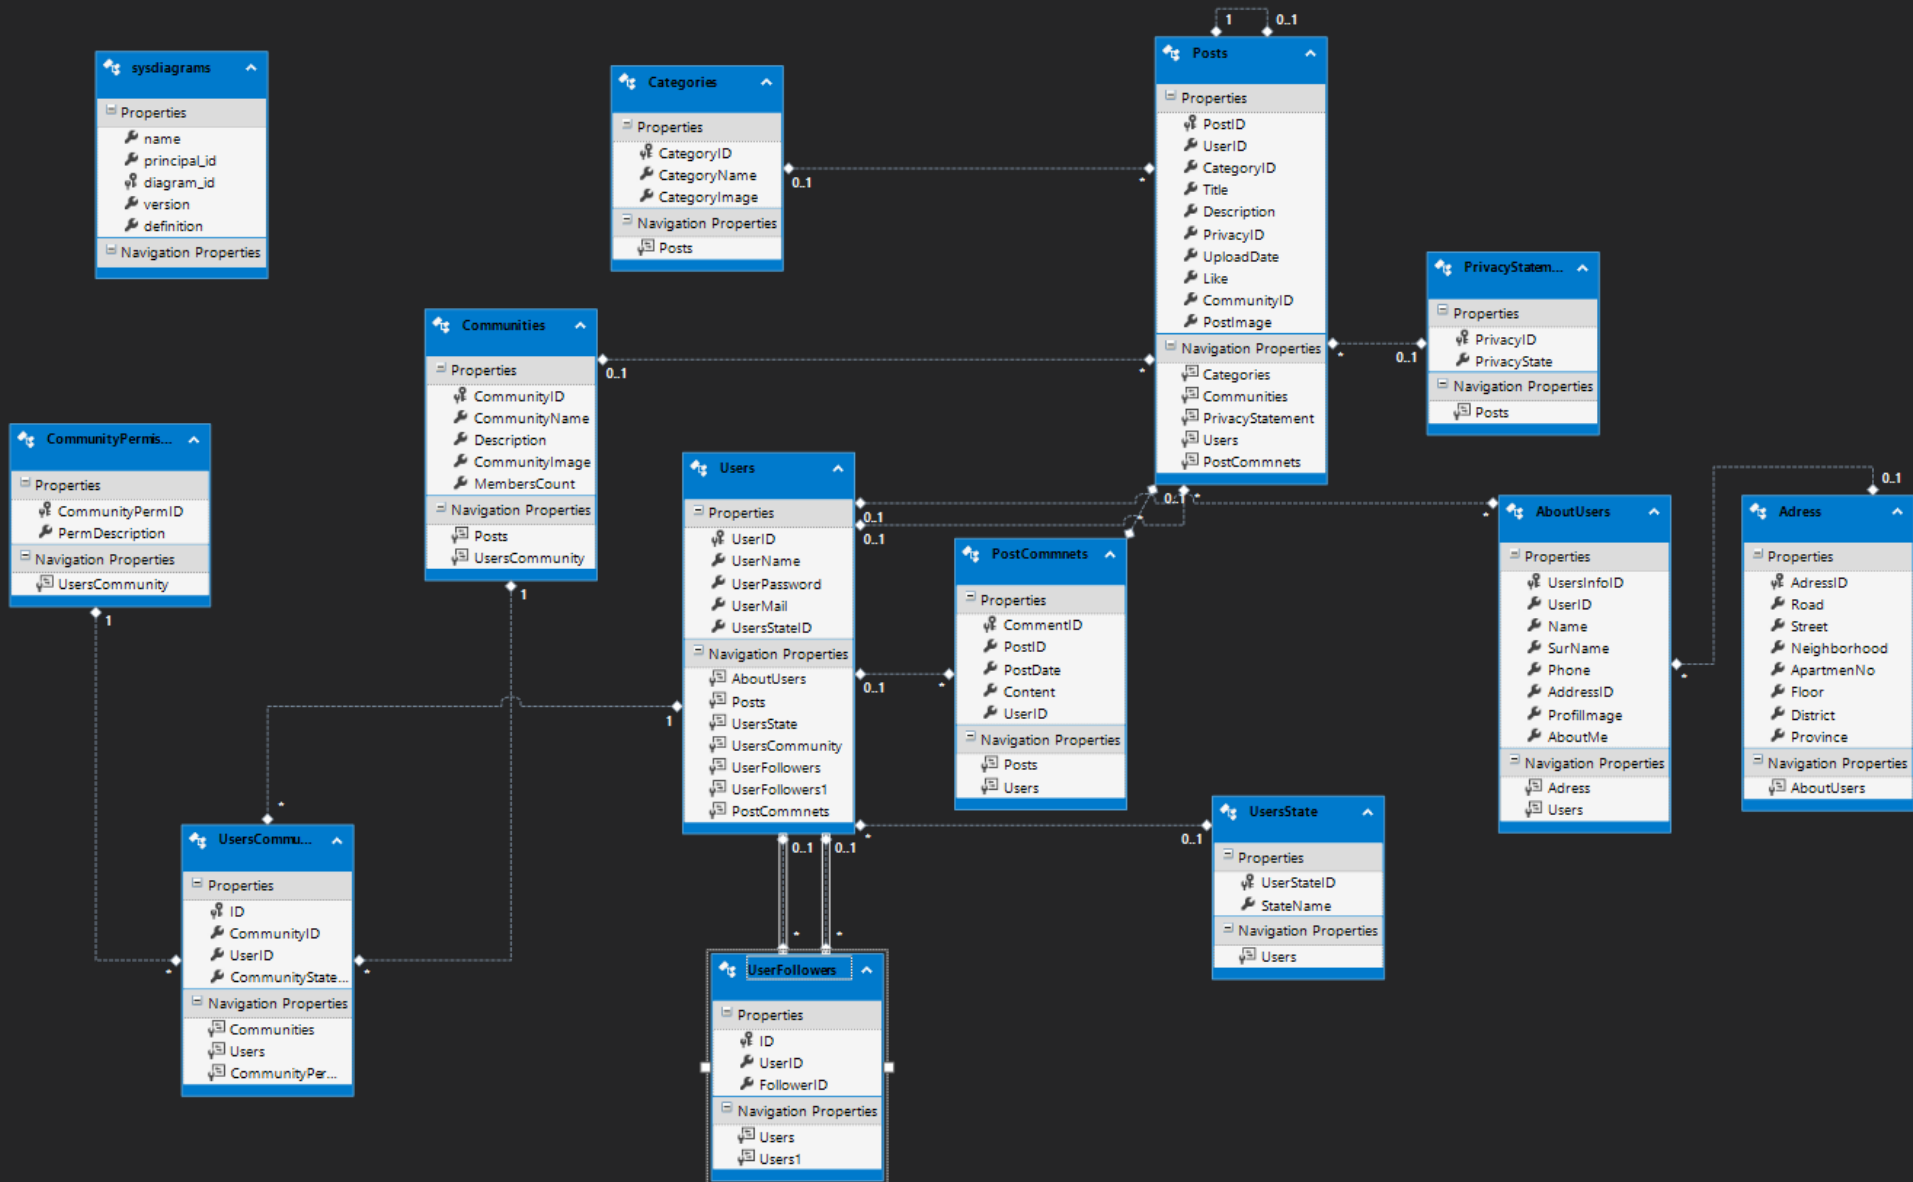 sysdiagrams
Properties
name
principal_id
diagram_id
version
definition
Navigation Properties
Categories
Properties
CategoryID
CategoryName
CategoryImage
Navigation Properties
Posts
0..1
*
1
0..1
Posts
Properties
PostID
UserID
CategoryID
Title
Description
PrivacyID
UploadDate
Like
CommunityID
PostImage
Navigation Properties
Categories
Communities
PrivacyStatement
Users
PostCommnets
*
0..1
PrivacyStatem...
Properties
PrivacyID
PrivacyState
Navigation Properties
Posts
Communities
Properties
CommunityID
CommunityName
Description
CommunityImage
MembersCount
Navigation Properties
Posts
UsersCommunity
0..1
*
1
CommunityPermis...
Properties
CommunityPermID
PermDescription
Navigation Properties
UsersCommunity
1
Users
Properties
UserID
UserName
UserPassword
UserMail
UsersStateID
Navigation Properties
AboutUsers
Posts
UsersState
UsersCommunity
UserFollowers
UserFollowers1
PostCommnets
0..1
0..1
0..1
*
1
*
0..1
0..1
0..1
*
*
PostCommnets
Properties
CommentID
PostID
PostDate
Content
UserID
Navigation Properties
Posts
Users
0..1
*
*
*
AboutUsers
Properties
UsersInfoID
UserID
Name
SurName
Phone
AddressID
ProfilImage
AboutMe
Navigation Properties
Adress
Users
*
0..1
Adress
Properties
AdressID
Road
Street
Neighborhood
ApartmenNo
Floor
District
Province
Navigation Properties
AboutUsers
UsersState
Properties
UserStateID
StateName
Navigation Properties
Users
*
UsersCommu...
Properties
ID
CommunityID
UserID
CommunityState...
Navigation Properties
Communities
Users
CommunityPer...
*
*
UserFollowers
Properties
ID
UserID
FollowerID
Navigation Properties
Users
Users1